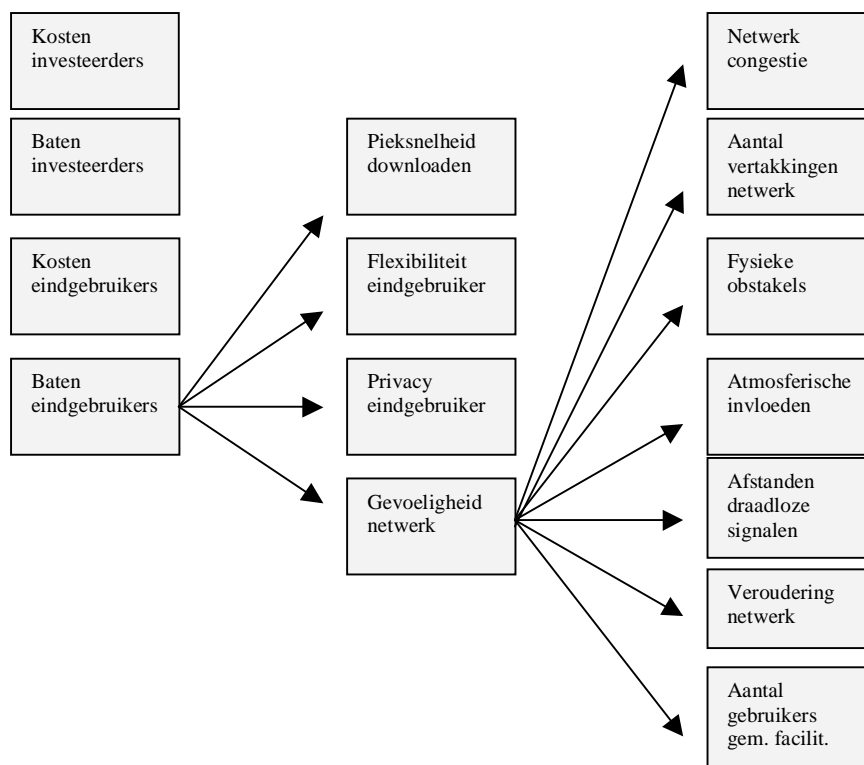 Kosten
investeerders
Baten
investeerders
Kosten
eindgebruikers
Baten
eindgebruikers
Pieksnelheid
downloaden
Flexibiliteit
eindgebruiker
Privacy
eindgebruiker
Gevoeligheid
netwerk
Netwerk
congestie
Aantal
vertakkingen
netwerk
Fysieke
obstakels
Atmosferische
invloeden
Afstanden
draadloze
signalen
Veroudering
netwerk
Aantal
gebruikers
gem. facilit.